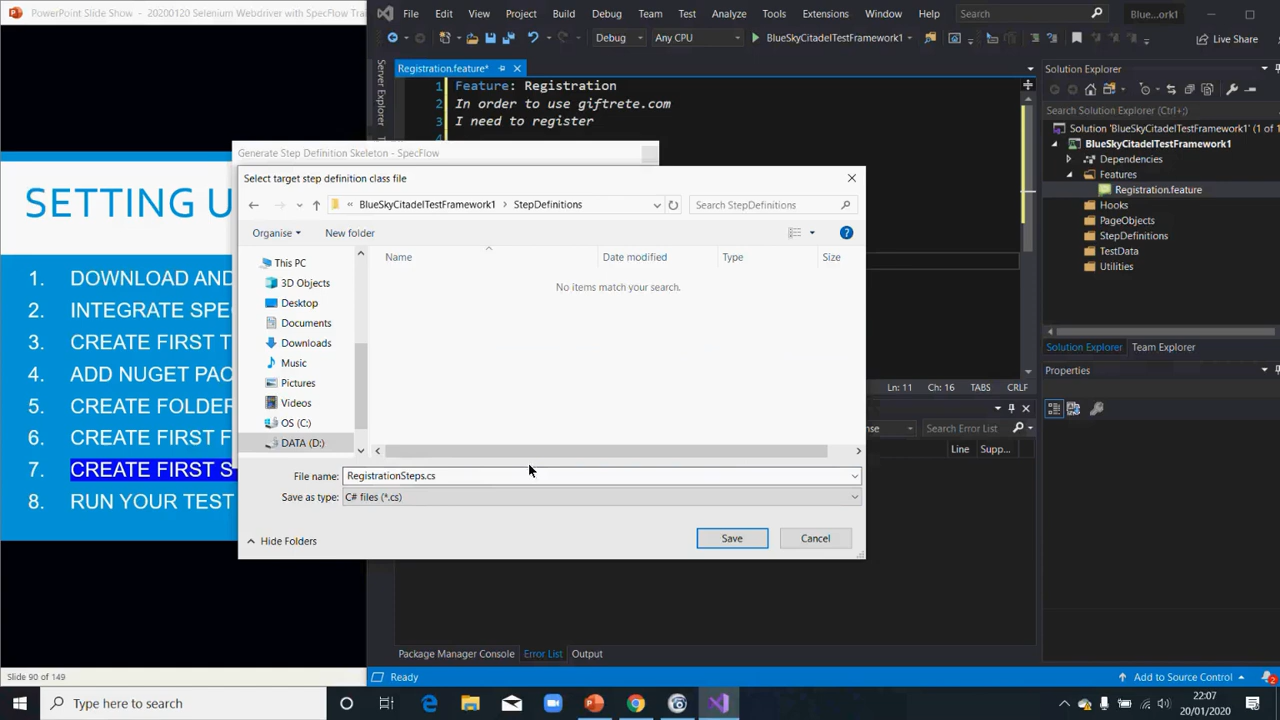 PowerPoint Slide Show - 20200120 Selenium Webdriver with SpecFlow Tra
SETTING U
1. DOWNLOAD AND
2. INTEGRATE SPE
3. CREATE FIRST T
4. ADD NUGET PAC
5. CREATE FOLDER
6. CREATE FIRST F
7. CREATE FIRST S
8. RUN YOUR TEST
Slide 90 of 149
File Edit View Project Build Debug Team Test Analyze Tools Extensions Window Help Search Blue...ork1
Debug Any CPU BlueSkyCitadelTestFramework1 Live Share
Server Explorer
Registration.feature*
1 Feature: Registration
2 In order to use giftrete.com
3 I need to register
4
Generate Step Definition Skeleton - SpecFlow
Select target step definition class file
« BlueSkyCitadelTestFramework1 > StepDefinitions Search StepDefinitions
Organise New folder
Name Date modified Type Size
No items match your search.
This PC
3D Objects
Desktop
Documents
Downloads
Music
Pictures
Videos
OS (C:)
DATA (D:)
File name: RegistrationSteps.cs
Save as type: C# files (*.cs)
Hide Folders Save Cancel
Ln: 11 Ch: 16 TABS CRLF
Search Error List
Line Supp...
Package Manager Console Error List Output
Solution Explorer
Search Solution Explorer (Ctrl+;)
Solution 'BlueSkyCitadelTestFramework1' (1 of 1
BlueSkyCitadelTestFramework1
Dependencies
Features
Registration.feature
Hooks
PageObjects
StepDefinitions
TestData
Utilities
Solution Explorer Team Explorer
Properties
Ready Add to Source Control 2
Type here to search
22:07
20/01/2020